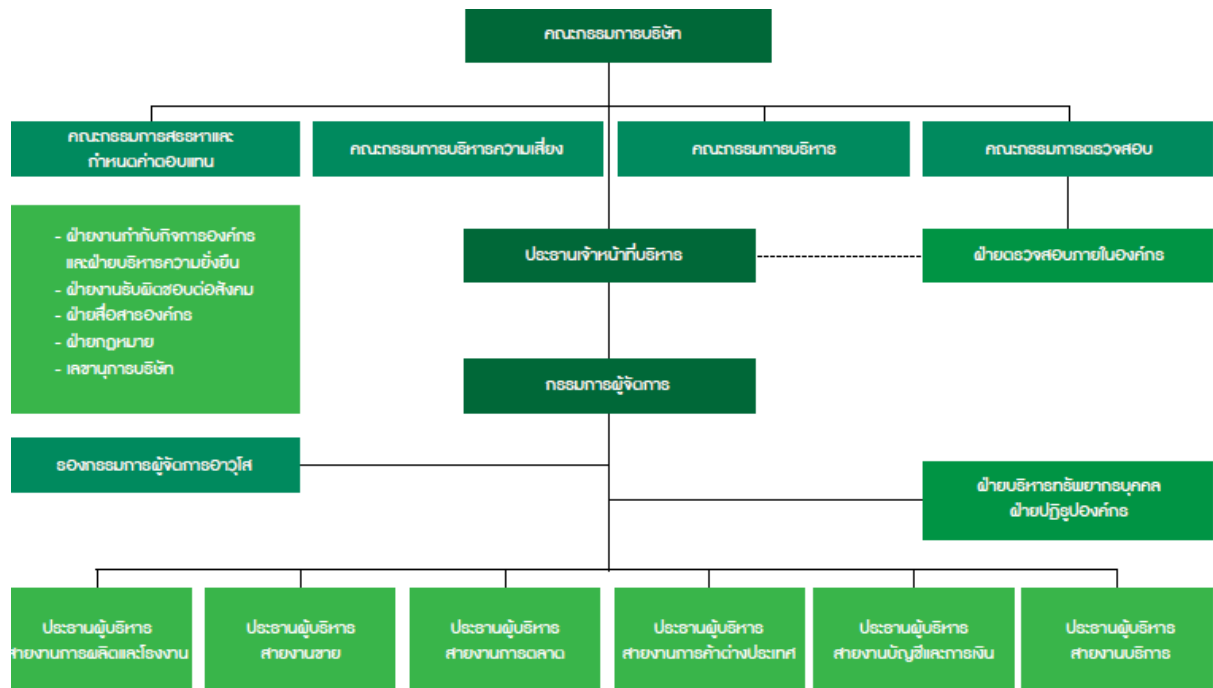 คณะกรรมการบริษัท
คณะกรรมการสรรหาและ
กำหนดค่าตอบแทน
คณะกรรมการบริหารความเสี่ยง
คณะกรรมการบริหาร
คณะกรรมการตรวจสอบ
- ฝ่ายงานกำกับกิจการองค์กร
และฝ่ายบริหารความยั่งยืน
- ฝ่ายงานรับผิดชอบต่อสังคม
- ฝ่ายสื่อสารองค์กร
- ฝ่ายกฎหมาย
- เลขานุการบริษัท
ประธานเจ้าหน้าที่บริหาร
ฝ่ายตรวจสอบภายในองค์กร
กรรมการผู้จัดการ
รองกรรมการผู้จัดการอาวุโส
ฝ่ายบริหารทรัพยากรบุคคล
ฝ่ายปฏิรูปองค์กร
ประธานผู้บริหาร
สายงานการผลิตและโรงงาน
ประธานผู้บริหาร
สายงานขาย
ประธานผู้บริหาร
สายงานการตลาด
ประธานผู้บริหาร
สายงานการค้าต่างประเทศ
ประธานผู้บริหาร
สายงานบัญชีและการเงิน
ประธานผู้บริหาร
สายงานบริการ